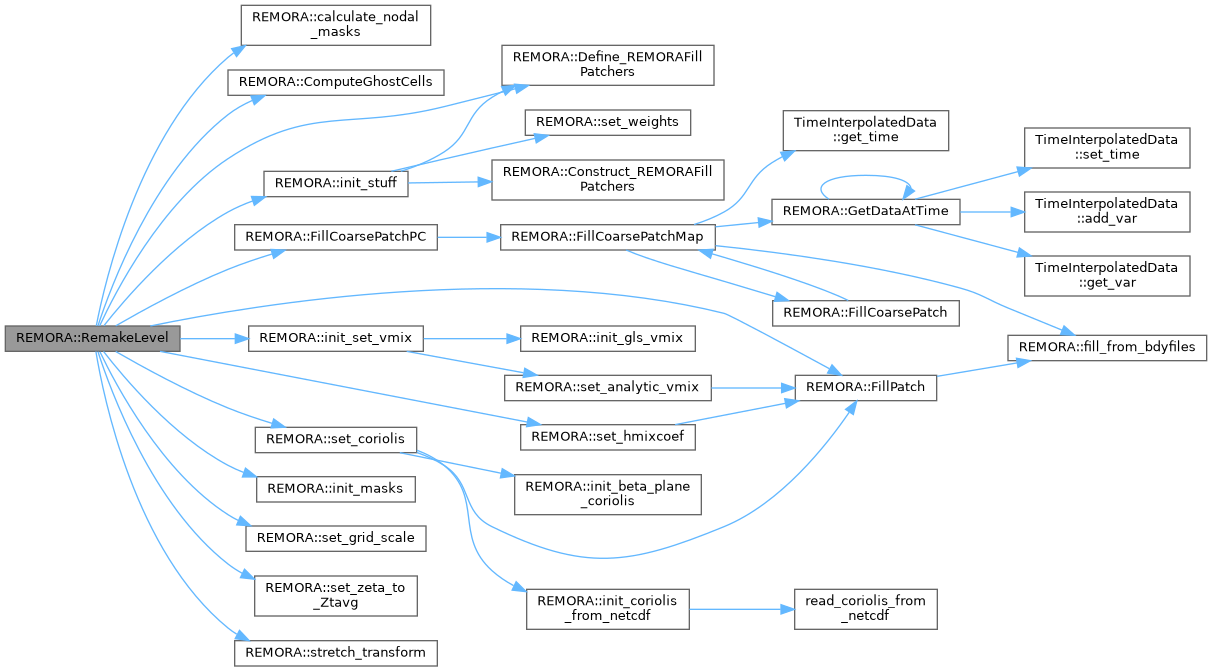 REMORA::RemakeLevel
REMORA::calculate_nodal
_masks
REMORA::ComputeGhostCells
REMORA::Define_REMORAFill
Patchers
REMORA::init_stuff
REMORA::set_weights
REMORA::Construct_REMORAFill
Patchers
REMORA::FillCoarsePatchPC
REMORA::FillCoarsePatchMap
TimeInterpolatedData
::get_time
REMORA::GetDataAtTime
TimeInterpolatedData
::set_time
TimeInterpolatedData
::add_var
TimeInterpolatedData
::get_var
REMORA::FillCoarsePatch
REMORA::fill_from_bdyfiles
REMORA::init_set_vmix
REMORA::init_gls_vmix
REMORA::set_analytic_vmix
REMORA::FillPatch
REMORA::set_hmixcoef
REMORA::set_coriolis
REMORA::init_beta_plane
_coriolis
REMORA::init_coriolis
_from_netcdf
read_coriolis_from
_netcdf
REMORA::init_masks
REMORA::set_grid_scale
REMORA::set_zeta_to
_Ztavg
REMORA::stretch_transform